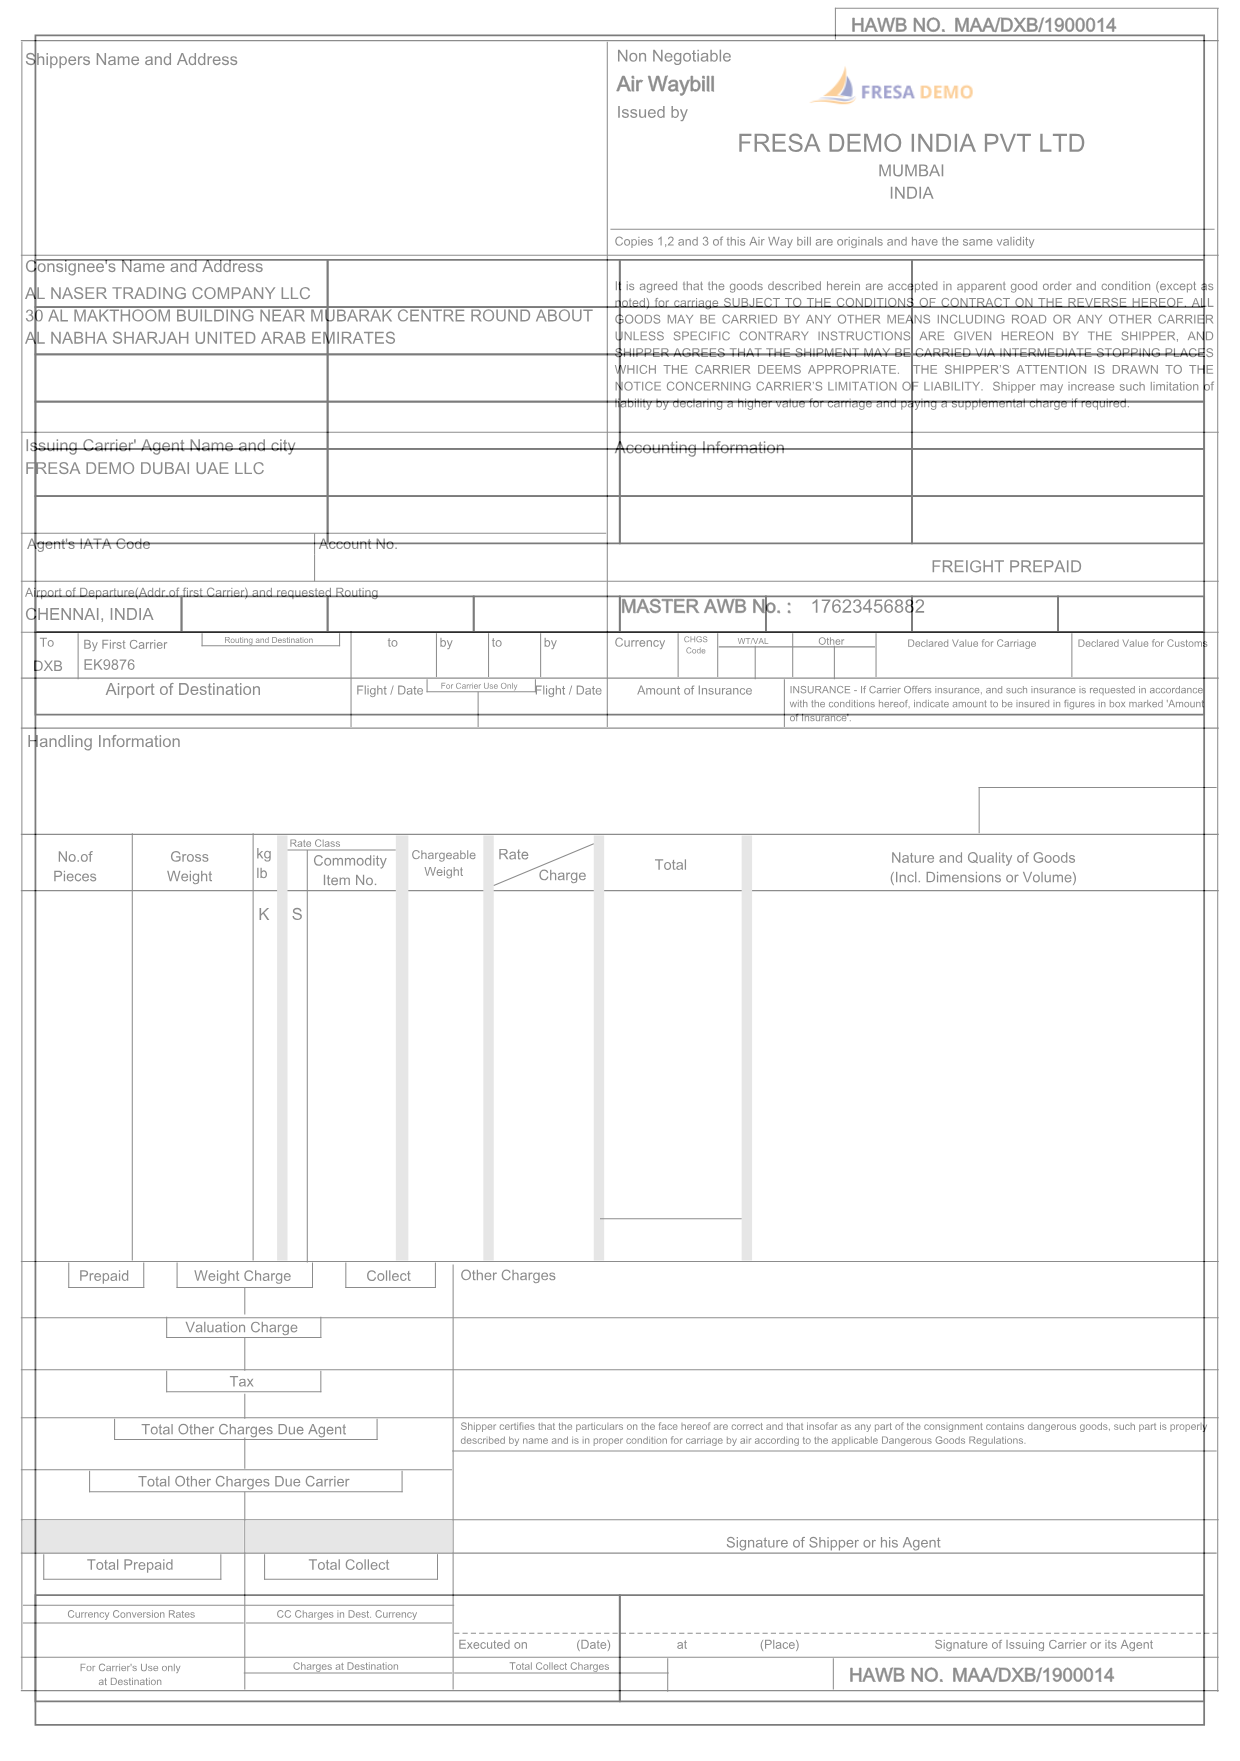 HAWB NO. MAA/DXB/1900014
Shippers Name and Address
Non Negotiable
Air Waybill
FRESA DEMO
Issued by
FRESA DEMO INDIA PVT LTD
MUMBAI
INDIA
Copies 1,2 and 3 of this Air Way bill are originals and have the same validity
Consignee's Name and Address
AL NASER TRADING COMPANY LLC
30 AL MAKTHOOM BUILDING NEAR MUBARAK CENTRE ROUND ABOUT
AL NABHA SHARJAH UNITED ARAB EMIRATES
It is agreed that the goods described herein are accepted in apparent good order and condition (except as
noted) for carriage SUBJECT TO THE CONDITIONS OF CONTRACT ON THE REVERSE HEREOF. ALL
GOODS MAY BE CARRIED BY ANY OTHER MEANS INCLUDING ROAD OR ANY OTHER CARRIER
UNLESS SPECIFIC CONTRARY INSTRUCTIONS ARE GIVEN HEREON BY THE SHIPPER, AND
SHIPPER AGREES THAT THE SHIPMENT MAY BE CARRIED VIA INTERMEDIATE STOPPING PLACES
WHICH THE CARRIER DEEMS APPROPRIATE. THE SHIPPER'S ATTENTION IS DRAWN TO THE
NOTICE CONCERNING CARRIER'S LIMITATION OF LIABILITY. Shipper may increase such limitation of
liability by declaring a higher value for carriage and paying a supplemental charge if required.
Issuing Carrier' Agent Name and city
FRESA DEMO DUBAI UAE LLC
Accounting Information
Agent's IATA Code
Account No.
FREIGHT PREPAID
Airport of Departure(Addr.of first Carrier) and requested Routing
CHENNAI, INDIA
MASTER AWB No. : 17623456882
To
By First Carrier
Routing and Destination
to
by
to
by
Currency
CHGS
Code
WT/VAL
Other
Declared Value for Carriage
Declared Value for Customs
DXB
EK9876
Airport of Destination
Flight / Date
For Carrier Use Only
Flight / Date
Amount of Insurance
INSURANCE - If Carrier Offers insurance, and such insurance is requested in accordance
with the conditions hereof, indicate amount to be insured in figures in box marked 'Amount
of Insurance'.
Handling Information
No.of
Pieces
Gross
Weight
kg
lb
Rate Class
Commodity
Item No.
Chargeable
Weight
Rate
Charge
Total
Nature and Quality of Goods
(Incl. Dimensions or Volume)
K
S
Prepaid
Weight Charge
Collect
Other Charges
Valuation Charge
Tax
Total Other Charges Due Agent
Shipper certifies that the particulars on the face hereof are correct and that insofar as any part of the consignment contains dangerous goods, such part is properly
described by name and is in proper condition for carriage by air according to the applicable Dangerous Goods Regulations.
Total Other Charges Due Carrier
Signature of Shipper or his Agent
Total Prepaid
Total Collect
Currency Conversion Rates
CC Charges in Dest. Currency
Executed on
(Date)
at
(Place)
Signature of Issuing Carrier or its Agent
For Carrier's Use only
at Destination
Charges at Destination
Total Collect Charges
HAWB NO. MAA/DXB/1900014